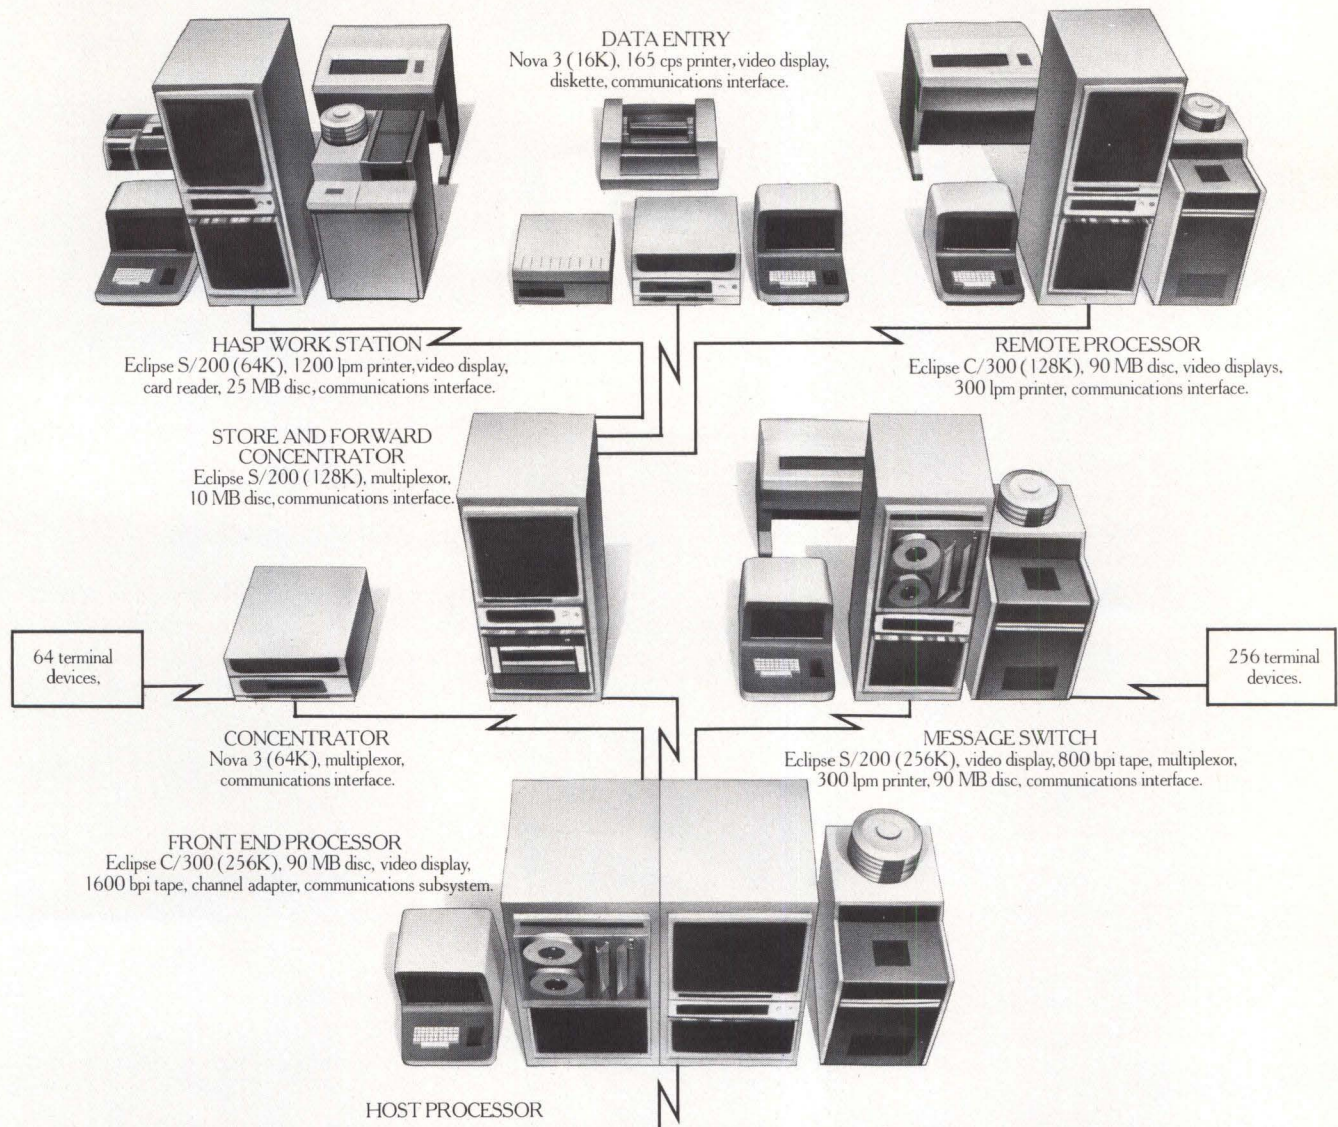 DATA ENTRY
Nova 3 (16K), 165 cps printer, video display,
diskette, communications interface.
HASP WORK STATION
Eclipse S/200 (64K), 1200 lpm printer, video display,
card reader, 25 MB disc, communications interface.
REMOTE PROCESSOR
Eclipse C/300 (128K), 90 MB disc, video displays,
300 lpm printer, communications interface.
STORE AND FORWARD
CONCENTRATOR
Eclipse S/200 (128K), multiplexor,
10 MB disc, communications interface.
64 terminal
devices,
256 terminal
devices.
CONCENTRATOR
Nova 3 (64K), multiplexor,
communications interface.
MESSAGE SWITCH
Eclipse S/200 (256K), video display, 800 bpi tape, multiplexor,
300 lpm printer, 90 MB disc, communications interface.
FRONT END PROCESSOR
Eclipse C/300 (256K), 90 MB disc, video display,
1600 bpi tape, channel adapter, communications subsystem.
HOST PROCESSOR